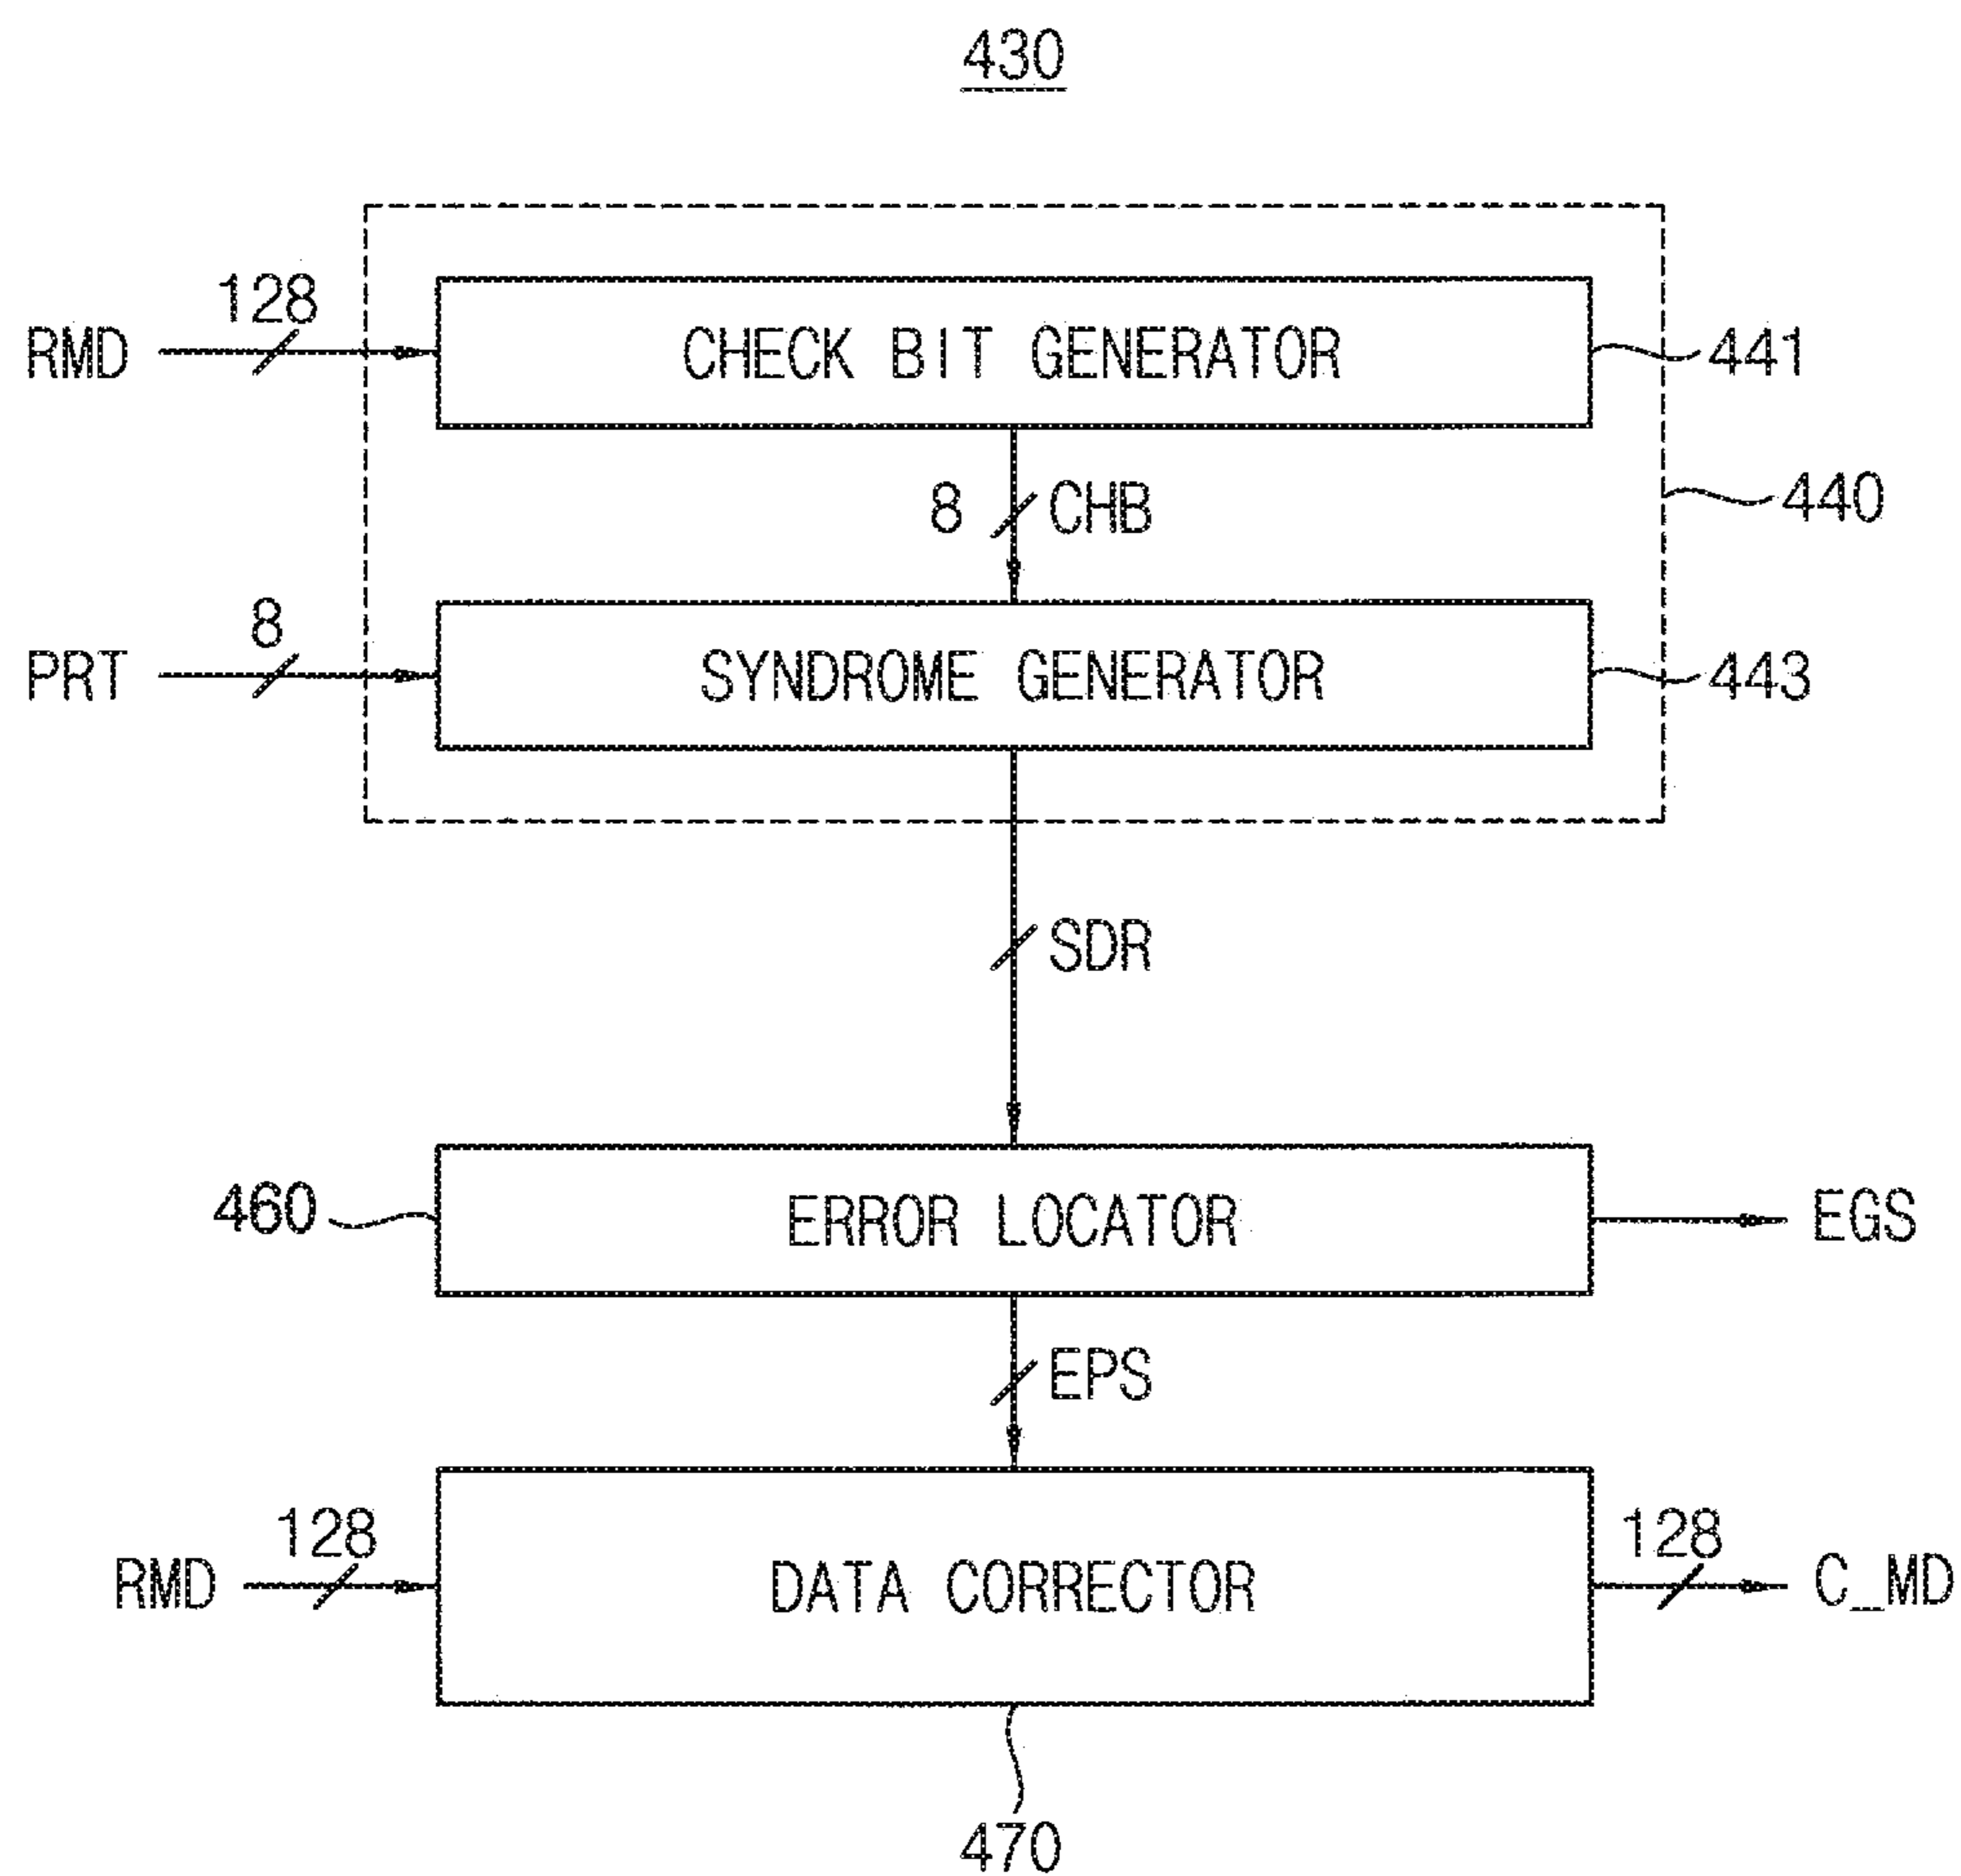 430
128
RMD
CHECK BIT GENERATOR
441
8 CHB
440
8
PRT
SYNDROME GENERATOR
443
SDR
460
ERROR LOCATOR
EGS
EPS
128
RMD
DATA CORRECTOR
128
C_MD
470